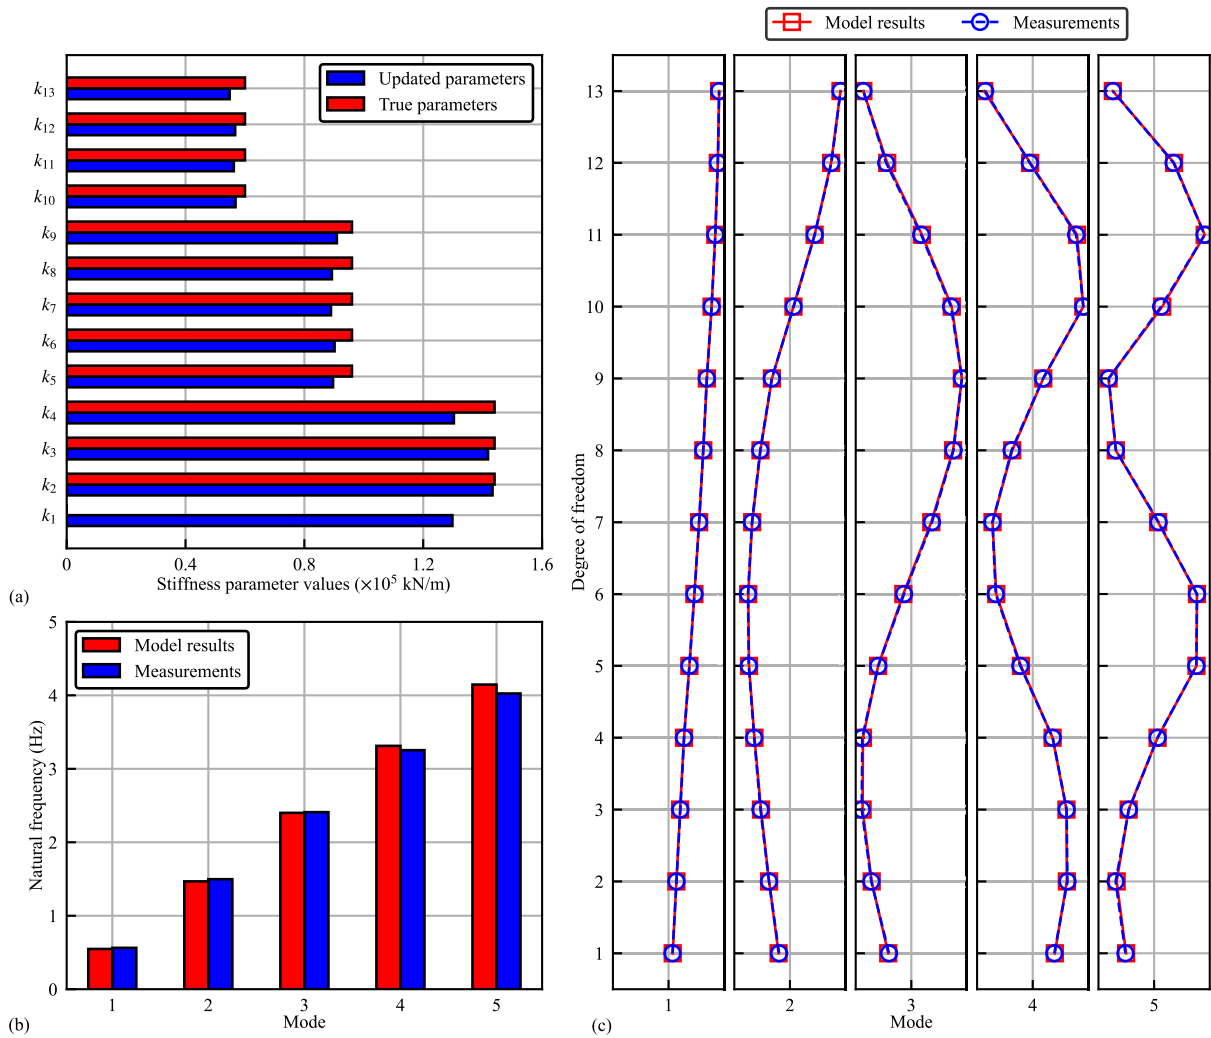 Model results
Measurements
Updated parameters
True parameters
k13
k12
k11
k10
k9
k8
k7
k6
k5
k4
k3
k2
k1
0 0.4 0.8 1.2 1.6
Stiffness parameter values (×10⁵ kN/m)
(a)
Model results
Measurements
5
4
3
2
1
0
Natural frequency (Hz)
1 2 3 4 5
Mode
(b)
Degree of freedom
13
12
11
10
9
8
7
6
5
4
3
2
1
1 2 3 4 5
Mode
(c)